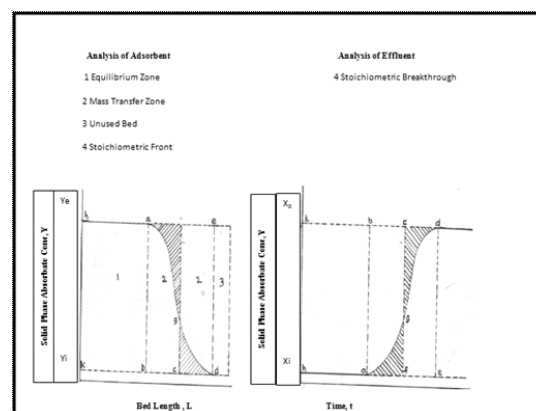 Analysis of Adsorbent
1 Equilibrium Zone
2 Mass Transfer Zone
3 Unused Bed
4 Stoichiometric Front
Analysis of Effluent
4 Stoichiometric Breakthrough
Solid Phase Absorbate Conc, Y
Ye
Yi
h
a
e
1
2
2
3
g
k
b
c
d
Bed Length , L
Solid Phase Absorbate Conc, Y
Xo
Xi
h
b
c
d
g
h
a
f
e
Time, t